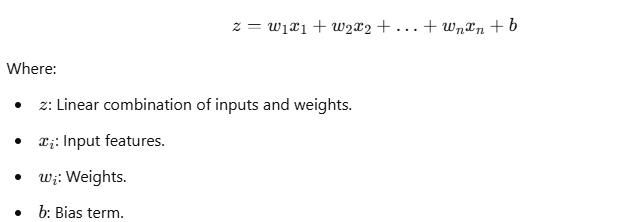 z = w₁x₁ + w₂x₂ + … + wₙxₙ + b
Where:
• z: Linear combination of inputs and weights.
• xᵢ: Input features.
• wᵢ: Weights.
• b: Bias term.